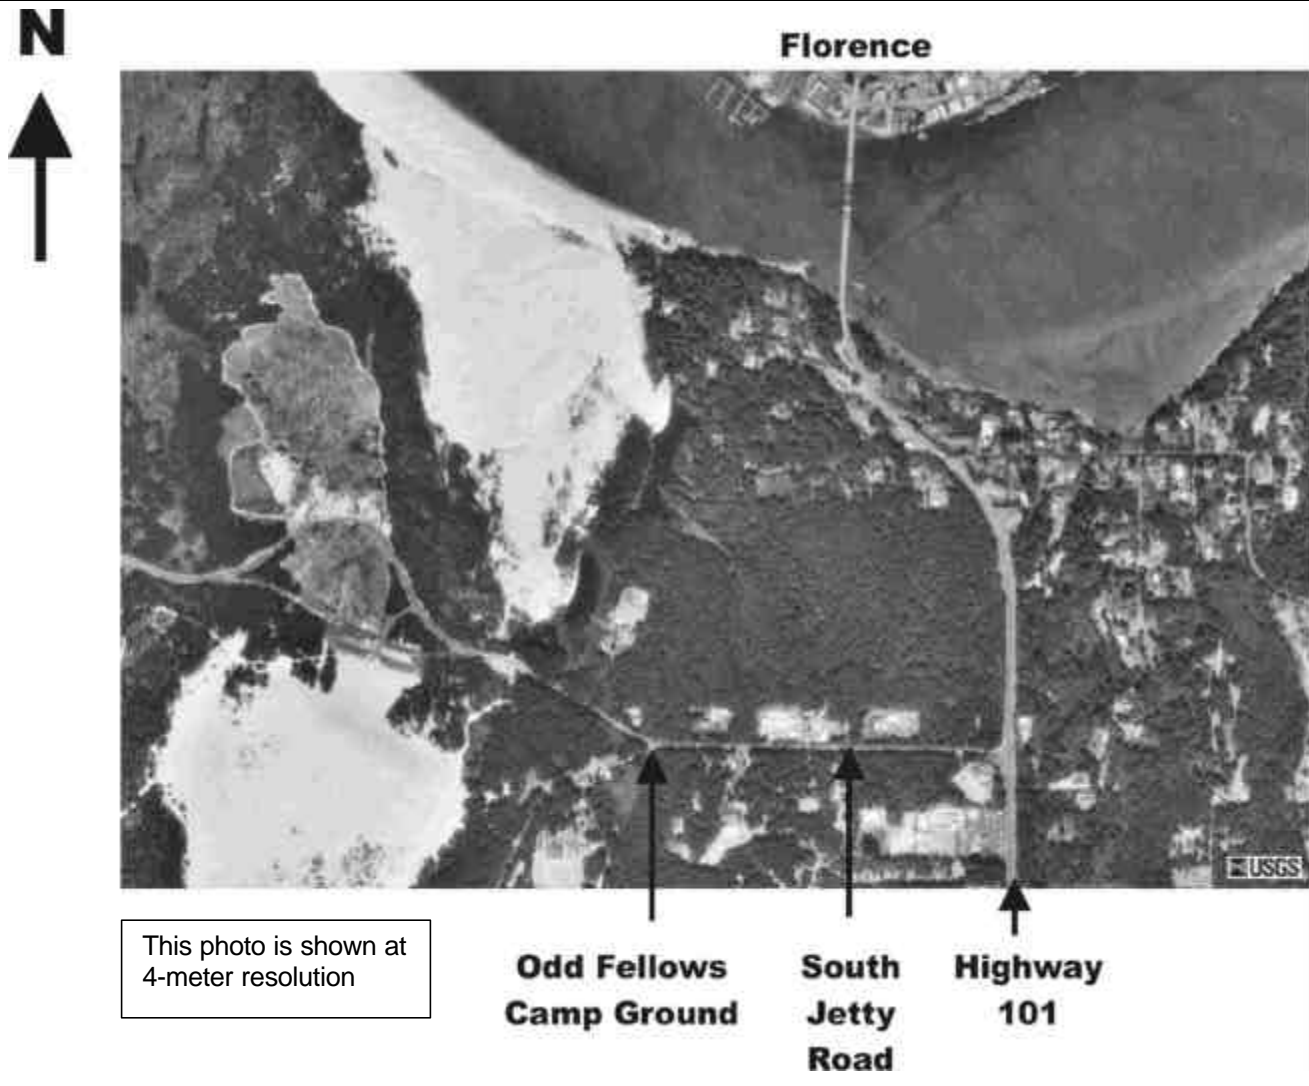 N
Florence
USGS
This photo is shown at
4-meter resolution
Odd Fellows
Camp Ground
South
Jetty
Road
Highway
101